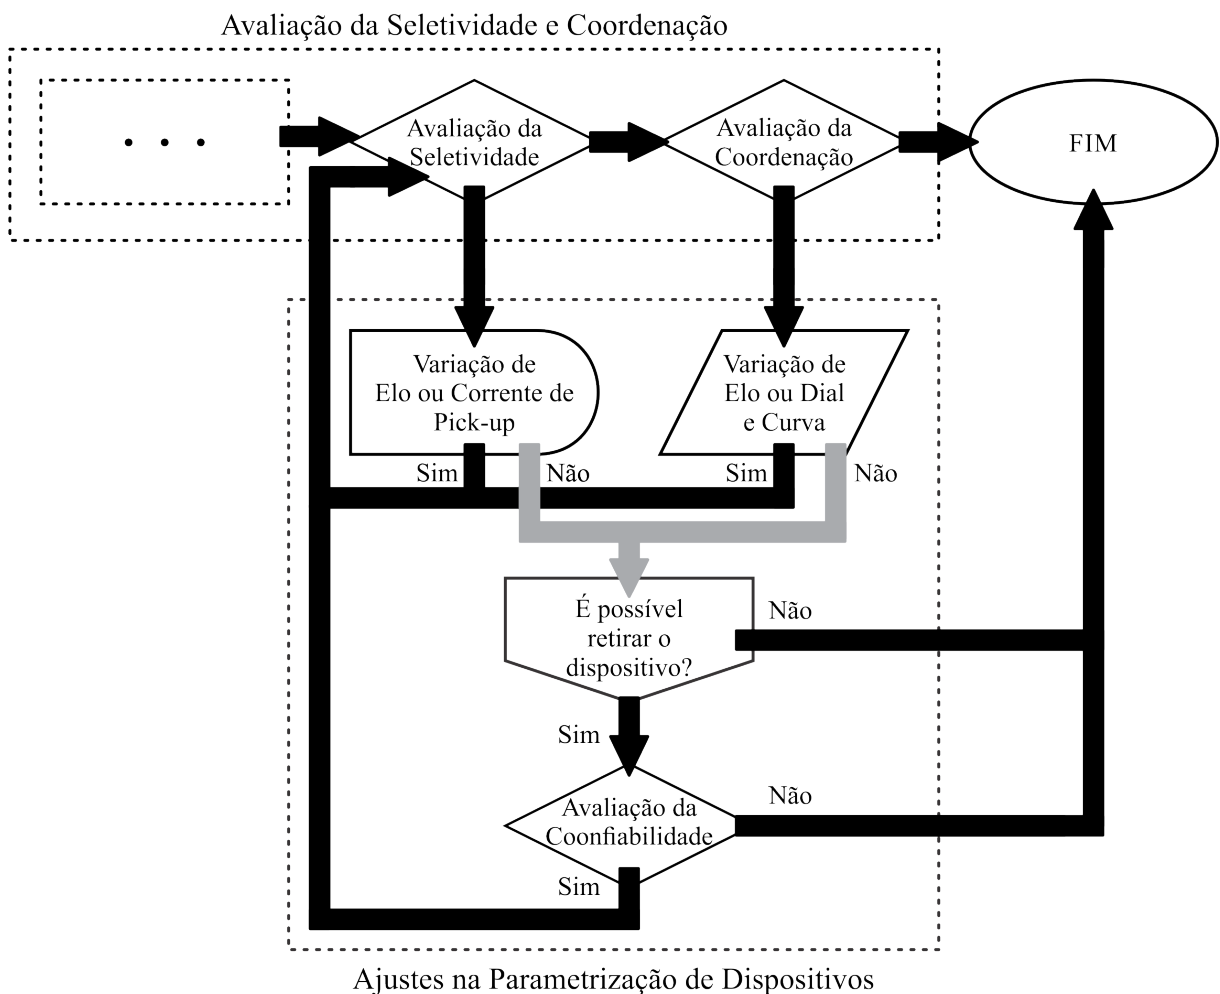 Avaliação da Seletividade e Coordenação
. . .
Avaliação da
Seletividade
Avaliação da
Coordenação
FIM
Variação de
Elo ou Corrente de
Pick-up
Variação de
Elo ou Dial
e Curva
Sim
Não
Sim
Não
É possível
retirar o
dispositivo?
Não
Sim
Avaliação da
Coonfiabilidade
Não
Sim
Ajustes na Parametrização de Dispositivos